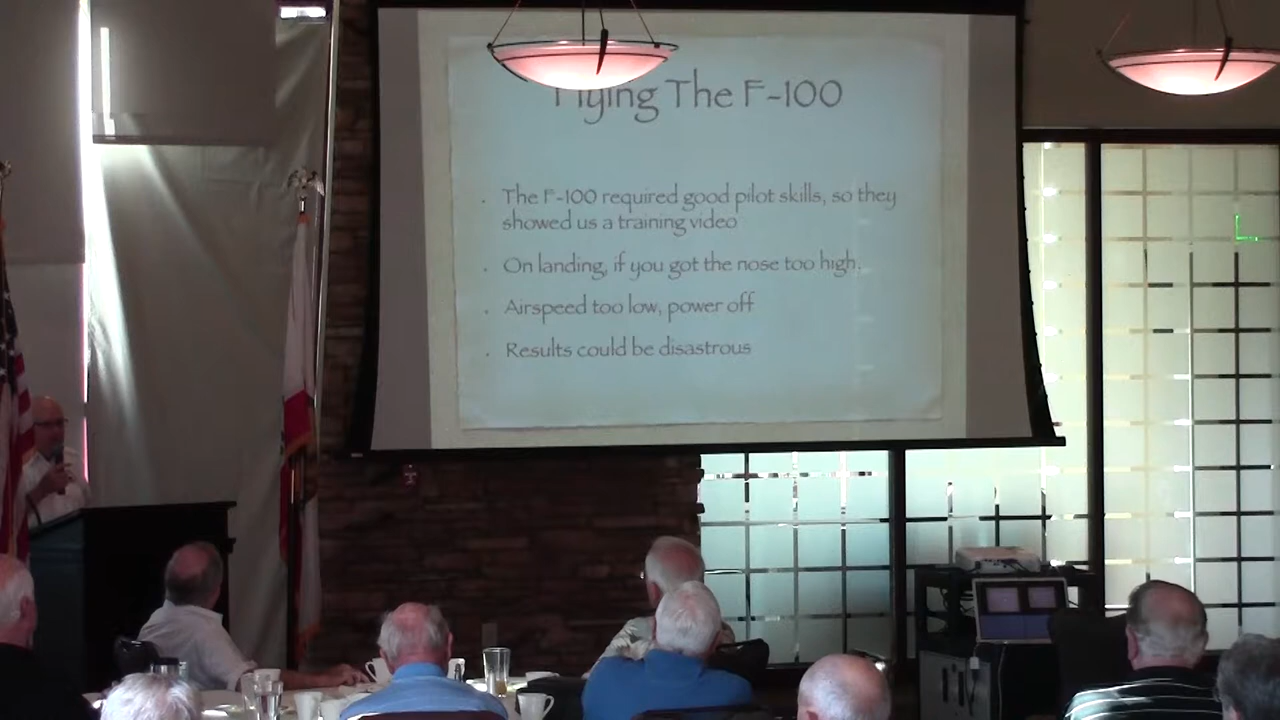 Flying The F-100
The F-100 required good pilot skills, so they
showed us a training video
On landing, if you got the nose too high,
Airspeed too low, power off
Results could be disastrous